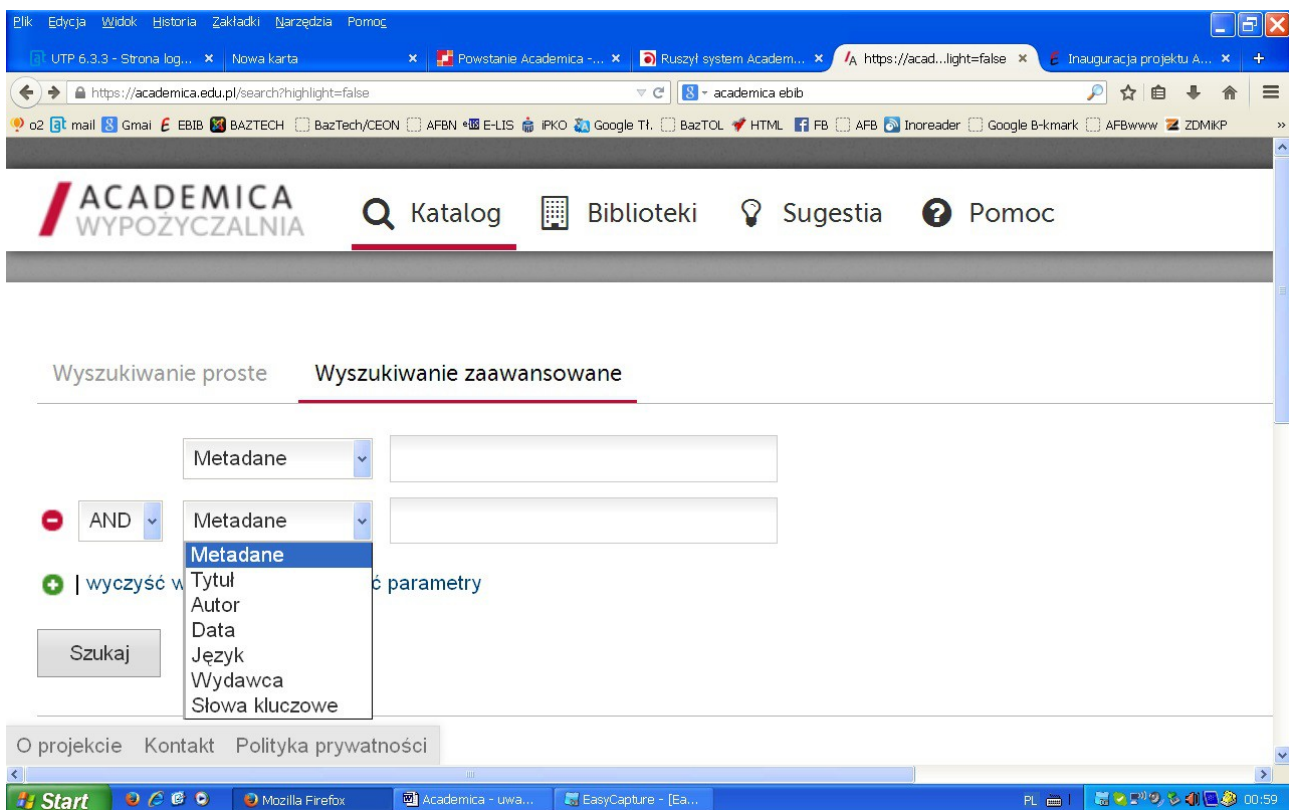 Plik Edycja Widok Historia Zakładki Narzędzia Pomoc
UTP 6.3.3 - Strona log... Nowa karta Powstanie Academica -... Ruszył system Academ... https://acad...light=false Inauguracja projektu A...
https://academica.edu.pl/search?highlight=false academica ebib
o2 mail Gmai EBIB BAZTECH BazTech/CEON AFBN E-LIS iPKO Google Tł. BazTOL HTML FB AFB Inoreader Google B-kmark AFBwww ZDMiKP »
ACADEMICA
WYPOŻYCZALNIA
Katalog Biblioteki Sugestia Pomoc
Wyszukiwanie proste Wyszukiwanie zaawansowane
Metadane
AND Metadane
Metadane
| wyczyść w ć parametry
Tytuł
Autor
Data
Język
Wydawca
Słowa kluczowe
Szukaj
O projekcie Kontakt Polityka prywatności
Start Mozilla Firefox Academica - uwa... EasyCapture - [Ea... PL 00:59